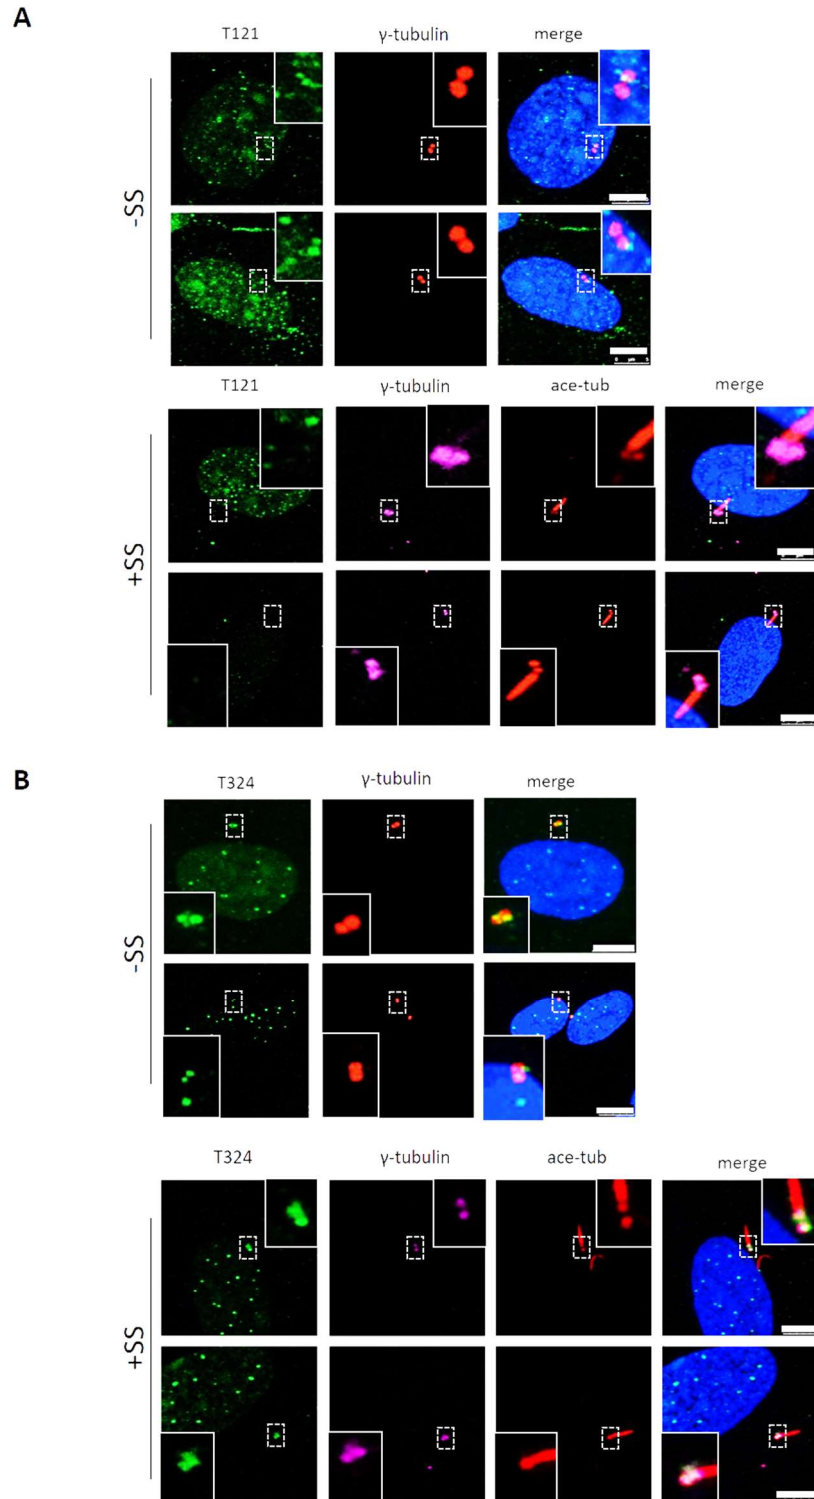 A
T121 γ-tubulin merge
-SS
T121 γ-tubulin ace-tub merge
+SS
B
T324 γ-tubulin merge
-SS
T324 γ-tubulin ace-tub merge
+SS